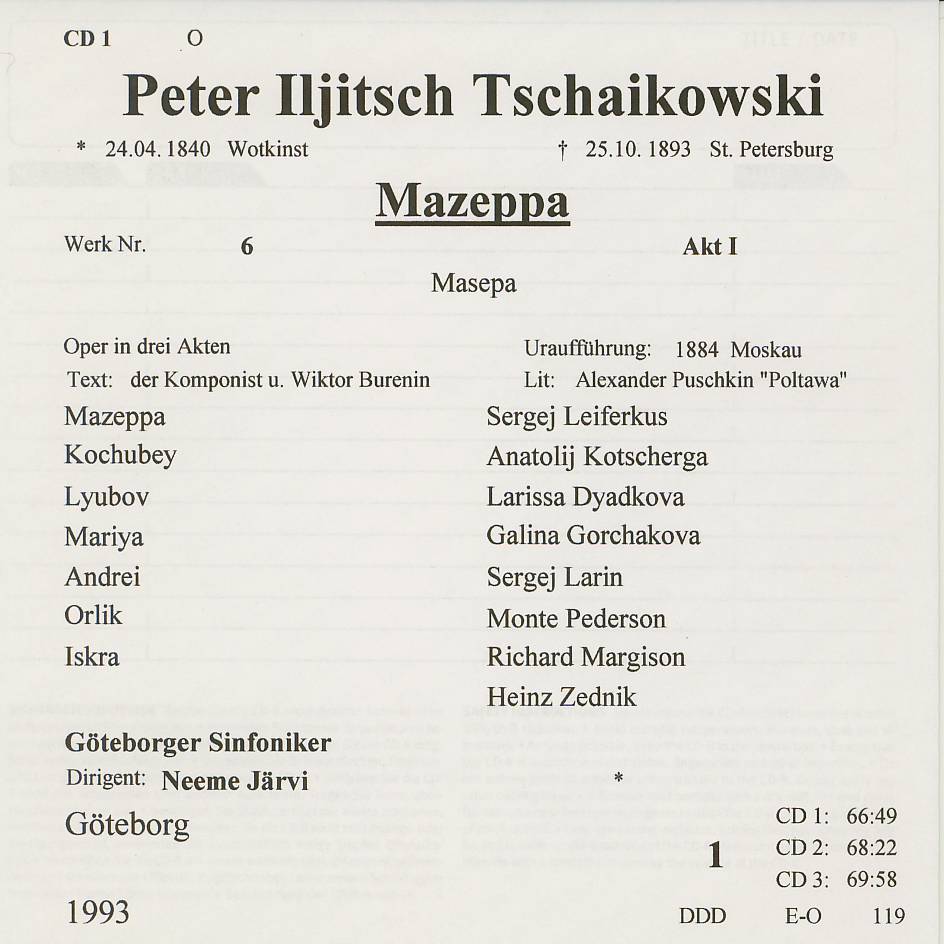 CD 1 O
Peter Iljitsch Tschaikowski
* 24.04. 1840 Wotkinst † 25.10. 1893 St. Petersburg
Mazeppa
Werk Nr. 6 Akt I
Masepa
Oper in drei Akten Uraufführung: 1884 Moskau
Text: der Komponist u. Wiktor Burenin Lit: Alexander Puschkin "Poltawa"
Mazeppa Sergej Leiferkus
Kochubey Anatolij Kotscherga
Lyubov Larissa Dyadkova
Mariya Galina Gorchakova
Andrei Sergej Larin
Orlik Monte Pederson
Iskra Richard Margison
Heinz Zednik
Göteborger Sinfoniker
Dirigent: Neeme Järvi *
Göteborg
CD 1: 66:49
1 CD 2: 68:22
CD 3: 69:58
1993 DDD E-O 119